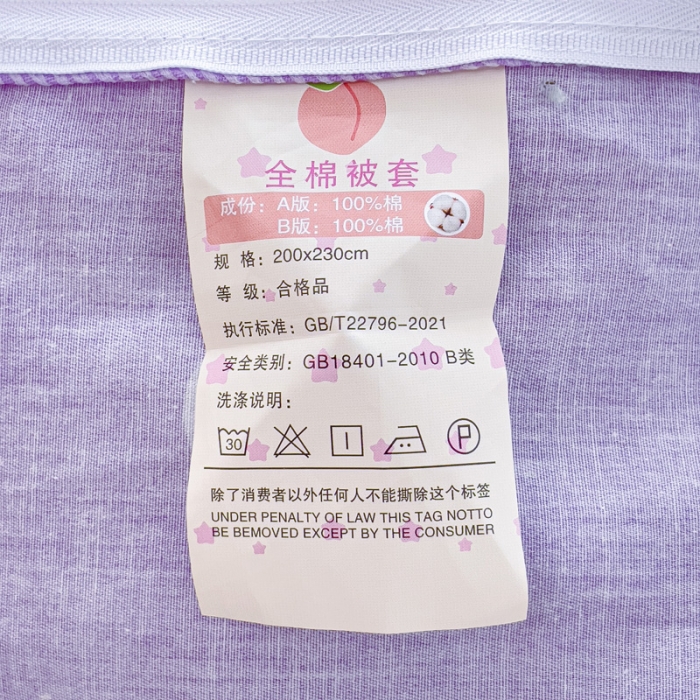 全棉被套
成份：A版：100%棉
B版：100%棉
规 格：200x230cm
等 级：合格品
执行标准：GB/T22796-2021
安全类别：GB18401-2010 B类
洗涤说明：
30 P
除了消费者以外任何人不能撕除这个标签
UNDER PENALTY OF LAW THIS TAG NOTTO
BE BEMOVED EXCEPT BY THE CONSUMER